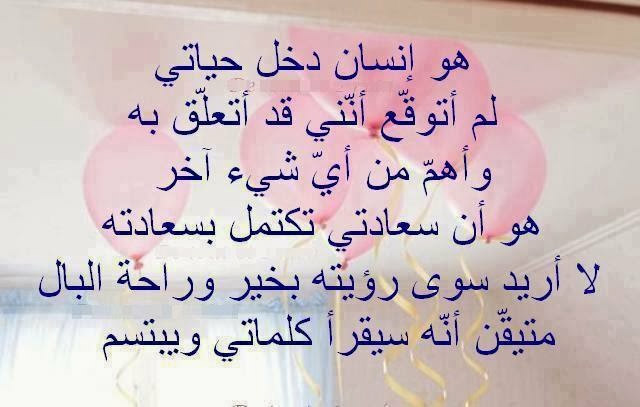 هو إنسان دخل حياتي
لم أتوقّع أنّني قد أتعلّق به
وأهمّ من أيّ شيء آخر
هو أن سعادتي تكتمل بسعادته
لا أريد سوى رؤيته بخير وراحة البال
متيقّن أنّه سيقرأ كلماتي ويبتسم